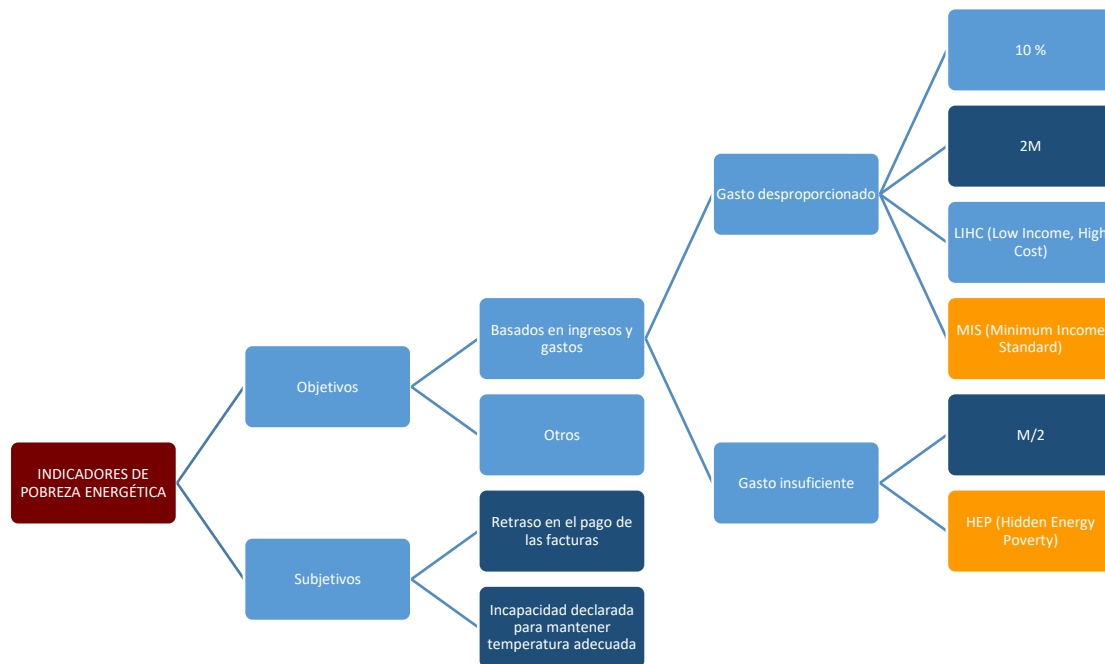 10 %
2M
Gasto desproporcionado
LIHC (Low Income, High
Cost)
Basados en ingresos y
gastos
MIS (Minimum Income
Standard)
Objetivos
Otros
M/2
INDICADORES DE
POBREZA ENERGÉTICA
Gasto insuficiente
Retraso en el pago de
las facturas
HEP (Hidden Energy
Poverty)
Subjetivos
Incapacidad declarada
para mantener
temperatura adecuada